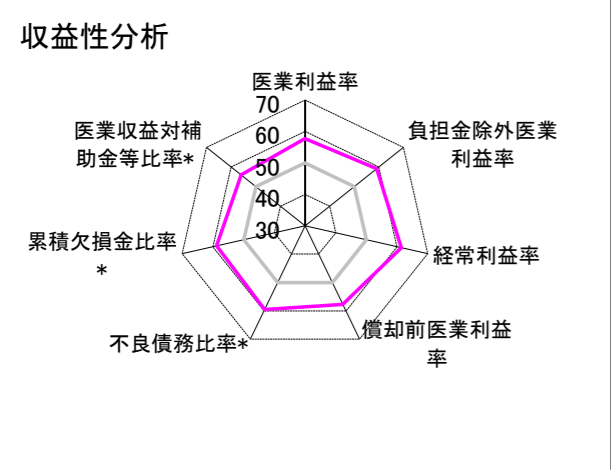 収益性分析
医業利益率
70
60
50
40
30
負担金除外医業
利益率
経常利益率
償却前医業利益
率
不良債務比率*
累積欠損金比率
*
医業収益対補
助金等比率*